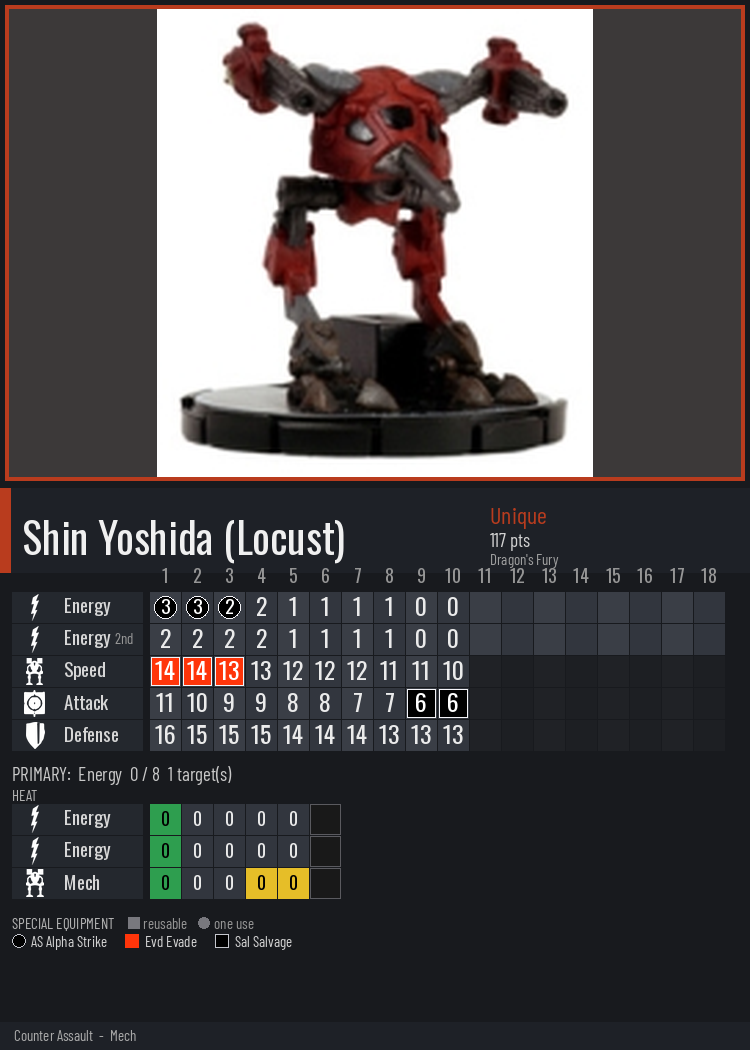 Shin Yoshida (Locust)
Unique
117 pts
Dragon's Fury
1 2 3 4 5 6 7 8 9 10 11 12 13 14 15 16 17 18
Energy 3 3 2 2 1 1 1 1 0 0
Energy 2nd 2 2 2 2 1 1 1 1 0 0
Speed 14 14 13 13 12 12 12 11 11 10
Attack 11 10 9 9 8 8 7 7 6 6
Defense 16 15 15 15 14 14 14 13 13 13
PRIMARY: Energy 0 / 8 1 target(s)
HEAT
Energy 0 0 0 0 0
Energy 0 0 0 0 0
Mech 0 0 0 0 0
SPECIAL EQUIPMENT reusable one use
AS Alpha Strike Evd Evade Sal Salvage
Counter Assault - Mech